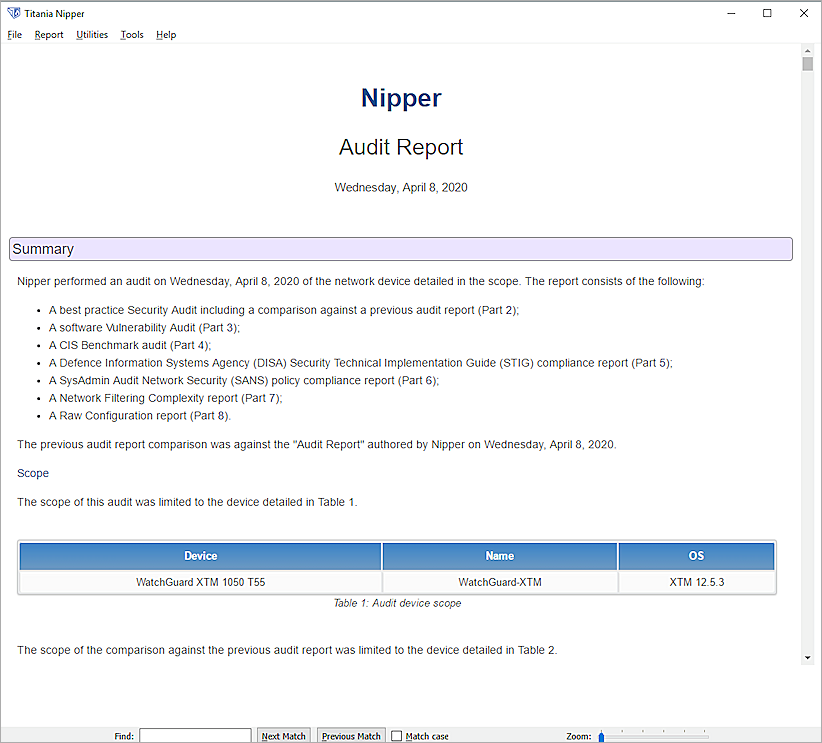 Titania Nipper
File Report Utilities Tools Help
Nipper
Audit Report
Wednesday, April 8, 2020
Summary
Nipper performed an audit on Wednesday, April 8, 2020 of the network device detailed in the scope. The report consists of the following:
• A best practice Security Audit including a comparison against a previous audit report (Part 2);
• A software Vulnerability Audit (Part 3);
• A CIS Benchmark audit (Part 4);
• A Defence Information Systems Agency (DISA) Security Technical Implementation Guide (STIG) compliance report (Part 5);
• A SysAdmin Audit Network Security (SANS) policy compliance report (Part 6);
• A Network Filtering Complexity report (Part 7);
• A Raw Configuration report (Part 8).
The previous audit report comparison was against the "Audit Report" authored by Nipper on Wednesday, April 8, 2020.
Scope
The scope of this audit was limited to the device detailed in Table 1.
Device Name OS
WatchGuard XTM 1050 T55 WatchGuard-XTM XTM 12.5.3
Table 1: Audit device scope
The scope of the comparison against the previous audit report was limited to the device detailed in Table 2.
Find: Next Match Previous Match Match case Zoom: